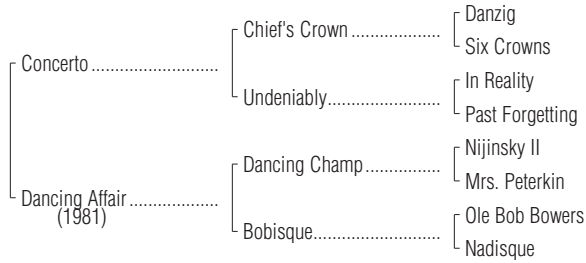 Danzig
Chief's Crown ....................
Six Crowns
Concerto .............................
In Reality
Undeniably .........................
Past Forgetting
Nijinsky II
Dancing Champ .................
Mrs. Peterkin
Dancing Affair ....................
(1981)
Ole Bob Bowers
Bobisque ............................
Nadisque